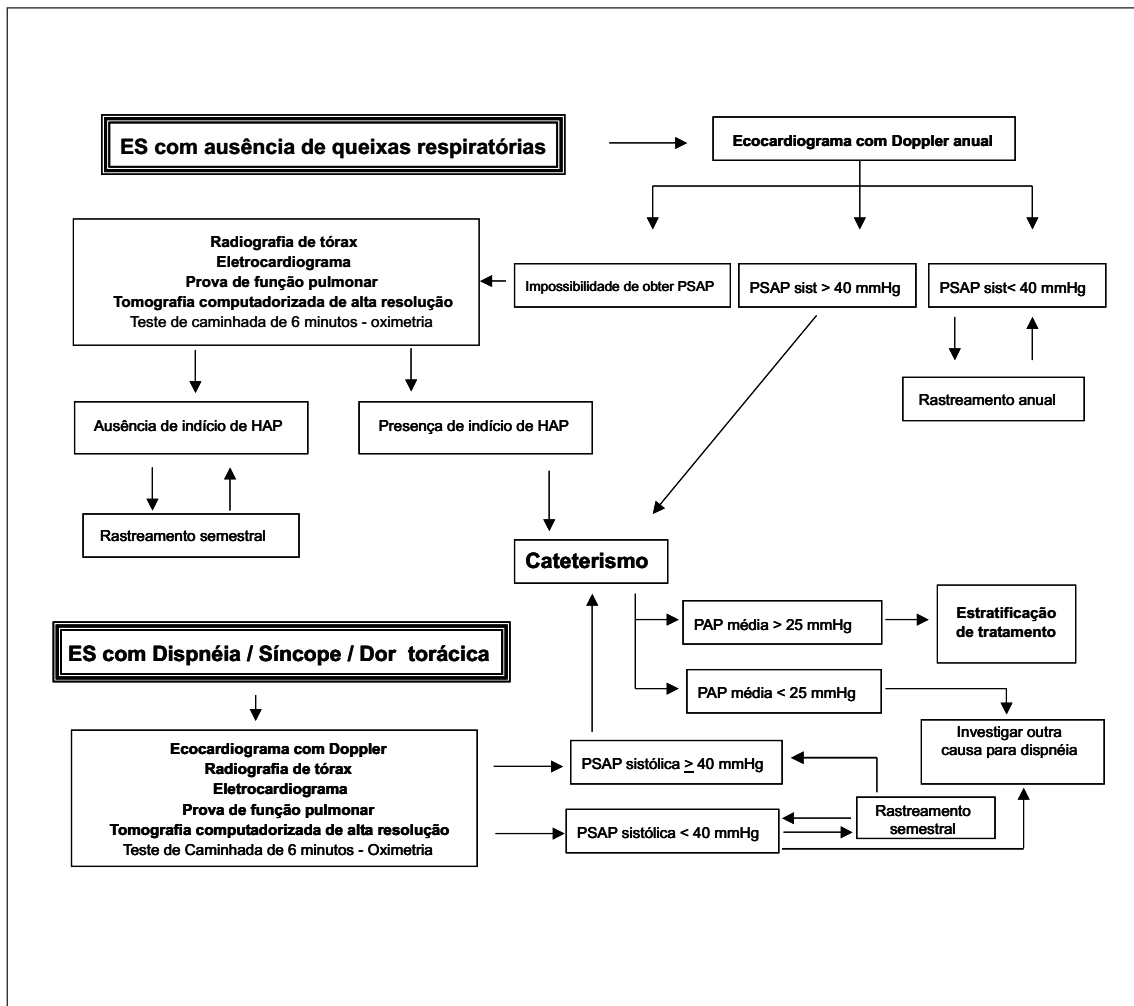 ES com ausência de queixas respiratórias
Ecocardiograma com Doppler anual
Radiografia de tórax
Eletrocardiograma
Prova de função pulmonar
Tomografia computadorizada de alta resolução
Teste de caminhada de 6 minutos - oximetria
Impossibilidade de obter PSAP
PSAP sist > 40 mmHg
PSAP sist< 40 mmHg
Rastreamento anual
Ausência de indício de HAP
Presença de indício de HAP
Rastreamento semestral
Cateterismo
PAP média > 25 mmHg
Estratificação
de tratamento
ES com Dispnéia / Síncope / Dor torácica
PAP média < 25 mmHg
Investigar outra
causa para dispnéia
Ecocardiograma com Doppler
Radiografia de tórax
Eletrocardiograma
Prova de função pulmonar
Tomografia computadorizada de alta resolução
Teste de Caminhada de 6 minutos - Oximetria
PSAP sistólica ≥ 40 mmHg
Rastreamento
semestral
PSAP sistólica < 40 mmHg